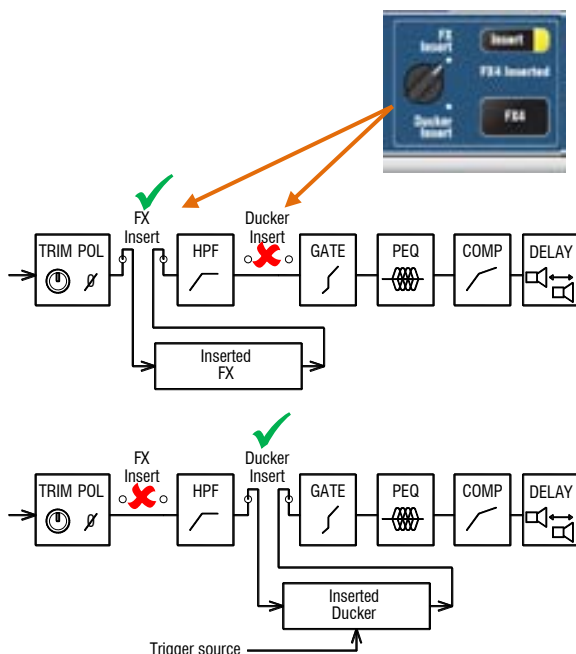 FX
Insert
Insert
FX4 Inserted
Ducker
Insert
FX4
FX
Insert
Ducker
Insert
TRIM POL
HPF
GATE
PEQ
COMP
DELAY
Inserted
FX
FX
Insert
Ducker
Insert
TRIM POL
HPF
GATE
PEQ
COMP
DELAY
Inserted
Ducker
Trigger source